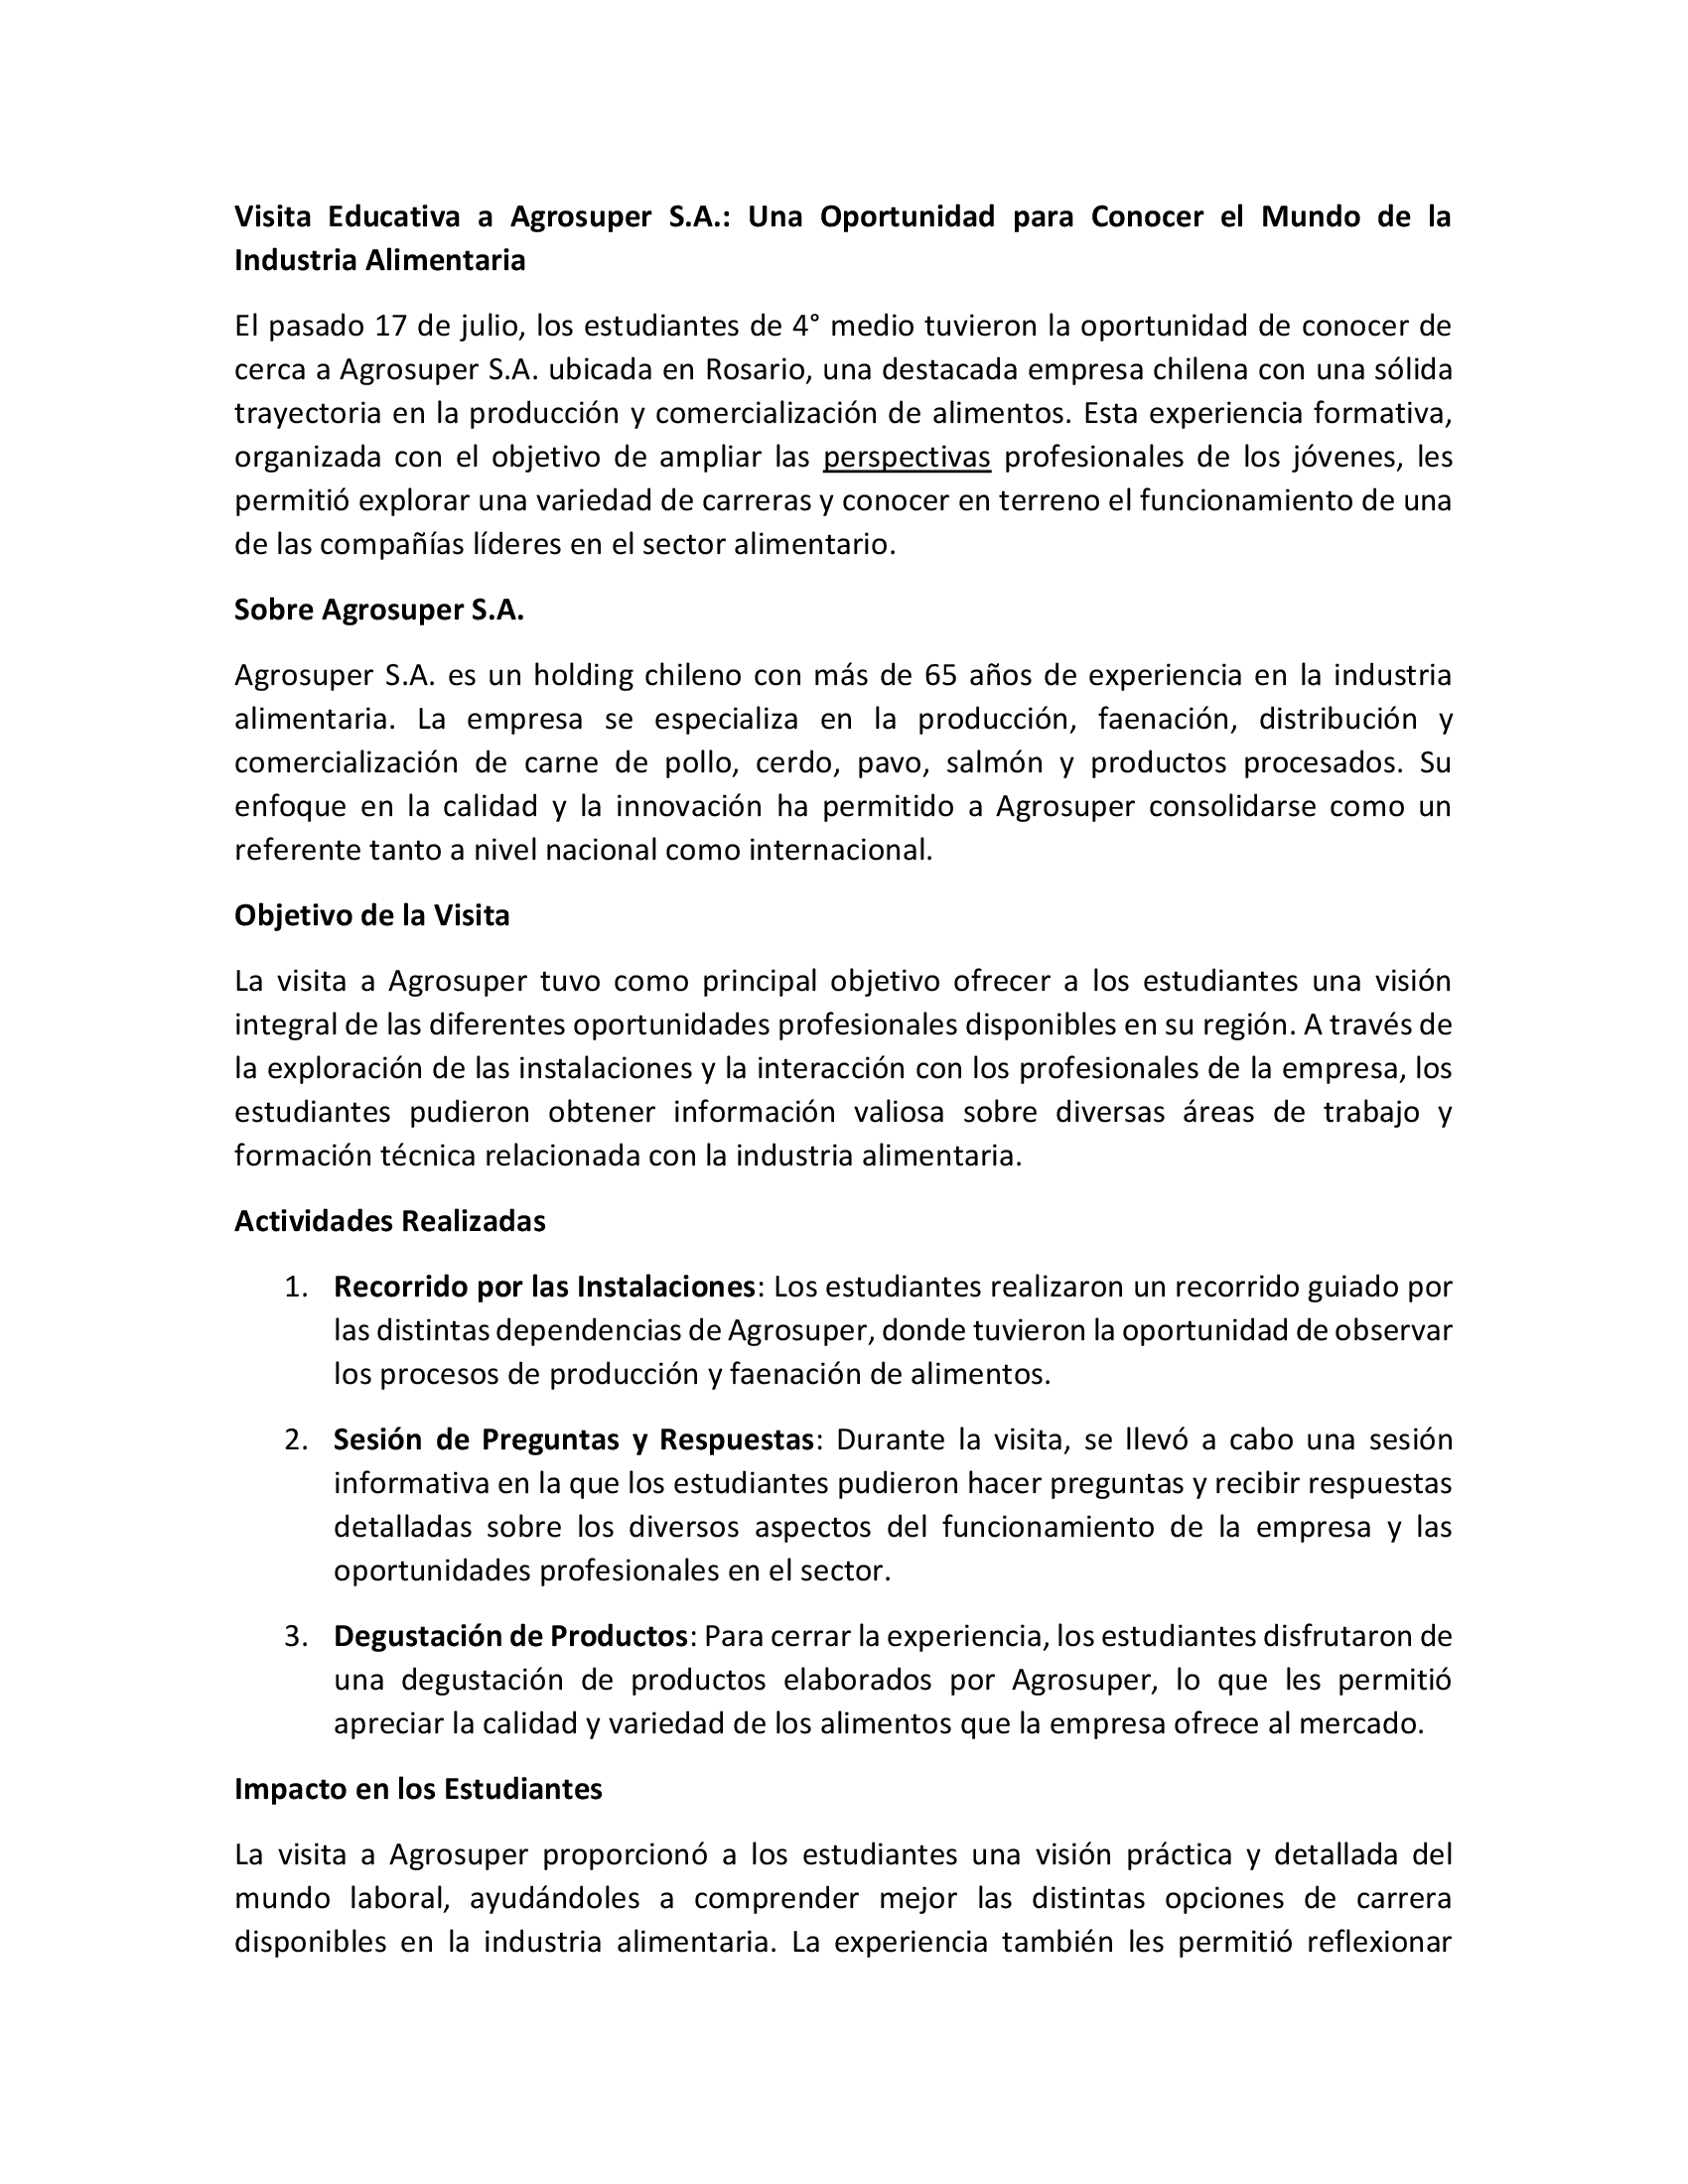 Visita Educativa a Agrosuper S.A.: Una Oportunidad para Conocer el Mundo de la
Industria Alimentaria
El pasado 17 de julio, los estudiantes de 4° medio tuvieron la oportunidad de conocer de
cerca a Agrosuper S.A. ubicada en Rosario, una destacada empresa chilena con una sólida
trayectoria en la producción y comercialización de alimentos. Esta experiencia formativa,
organizada con el objetivo de ampliar las perspectivas profesionales de los jóvenes, les
permitió explorar una variedad de carreras y conocer en terreno el funcionamiento de una
de las compañías líderes en el sector alimentario.
Sobre Agrosuper S.A.
Agrosuper S.A. es un holding chileno con más de 65 años de experiencia en la industria
alimentaria. La empresa se especializa en la producción, faenación, distribución y
comercialización de carne de pollo, cerdo, pavo, salmón y productos procesados. Su
enfoque en la calidad y la innovación ha permitido a Agrosuper consolidarse como un
referente tanto a nivel nacional como internacional.
Objetivo de la Visita
La visita a Agrosuper tuvo como principal objetivo ofrecer a los estudiantes una visión
integral de las diferentes oportunidades profesionales disponibles en su región. A través de
la exploración de las instalaciones y la interacción con los profesionales de la empresa, los
estudiantes pudieron obtener información valiosa sobre diversas áreas de trabajo y
formación técnica relacionada con la industria alimentaria.
Actividades Realizadas
1. Recorrido por las Instalaciones: Los estudiantes realizaron un recorrido guiado por
las distintas dependencias de Agrosuper, donde tuvieron la oportunidad de observar
los procesos de producción y faenación de alimentos.
2. Sesión de Preguntas y Respuestas: Durante la visita, se llevó a cabo una sesión
informativa en la que los estudiantes pudieron hacer preguntas y recibir respuestas
detalladas sobre los diversos aspectos del funcionamiento de la empresa y las
oportunidades profesionales en el sector.
3. Degustación de Productos: Para cerrar la experiencia, los estudiantes disfrutaron de
una degustación de productos elaborados por Agrosuper, lo que les permitió
apreciar la calidad y variedad de los alimentos que la empresa ofrece al mercado.
Impacto en los Estudiantes
La visita a Agrosuper proporcionó a los estudiantes una visión práctica y detallada del
mundo laboral, ayudándoles a comprender mejor las distintas opciones de carrera
disponibles en la industria alimentaria. La experiencia también les permitió reflexionar